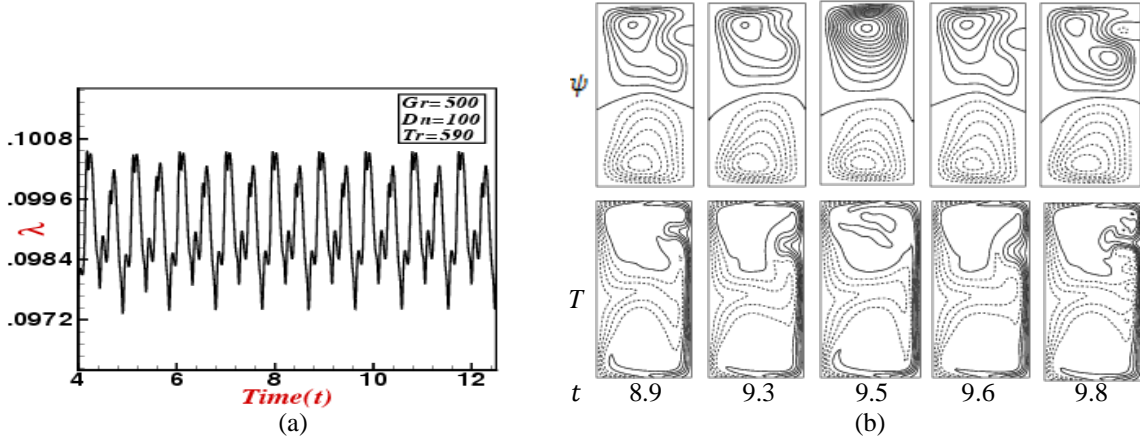 Gr=500
Dn=100
Tr=590
.1008
.0996
.0984
.0972
λ
4 6 8 10 12
Time(t)
(a)
ψ
T
t 8.9 9.3 9.5 9.6 9.8
(b)